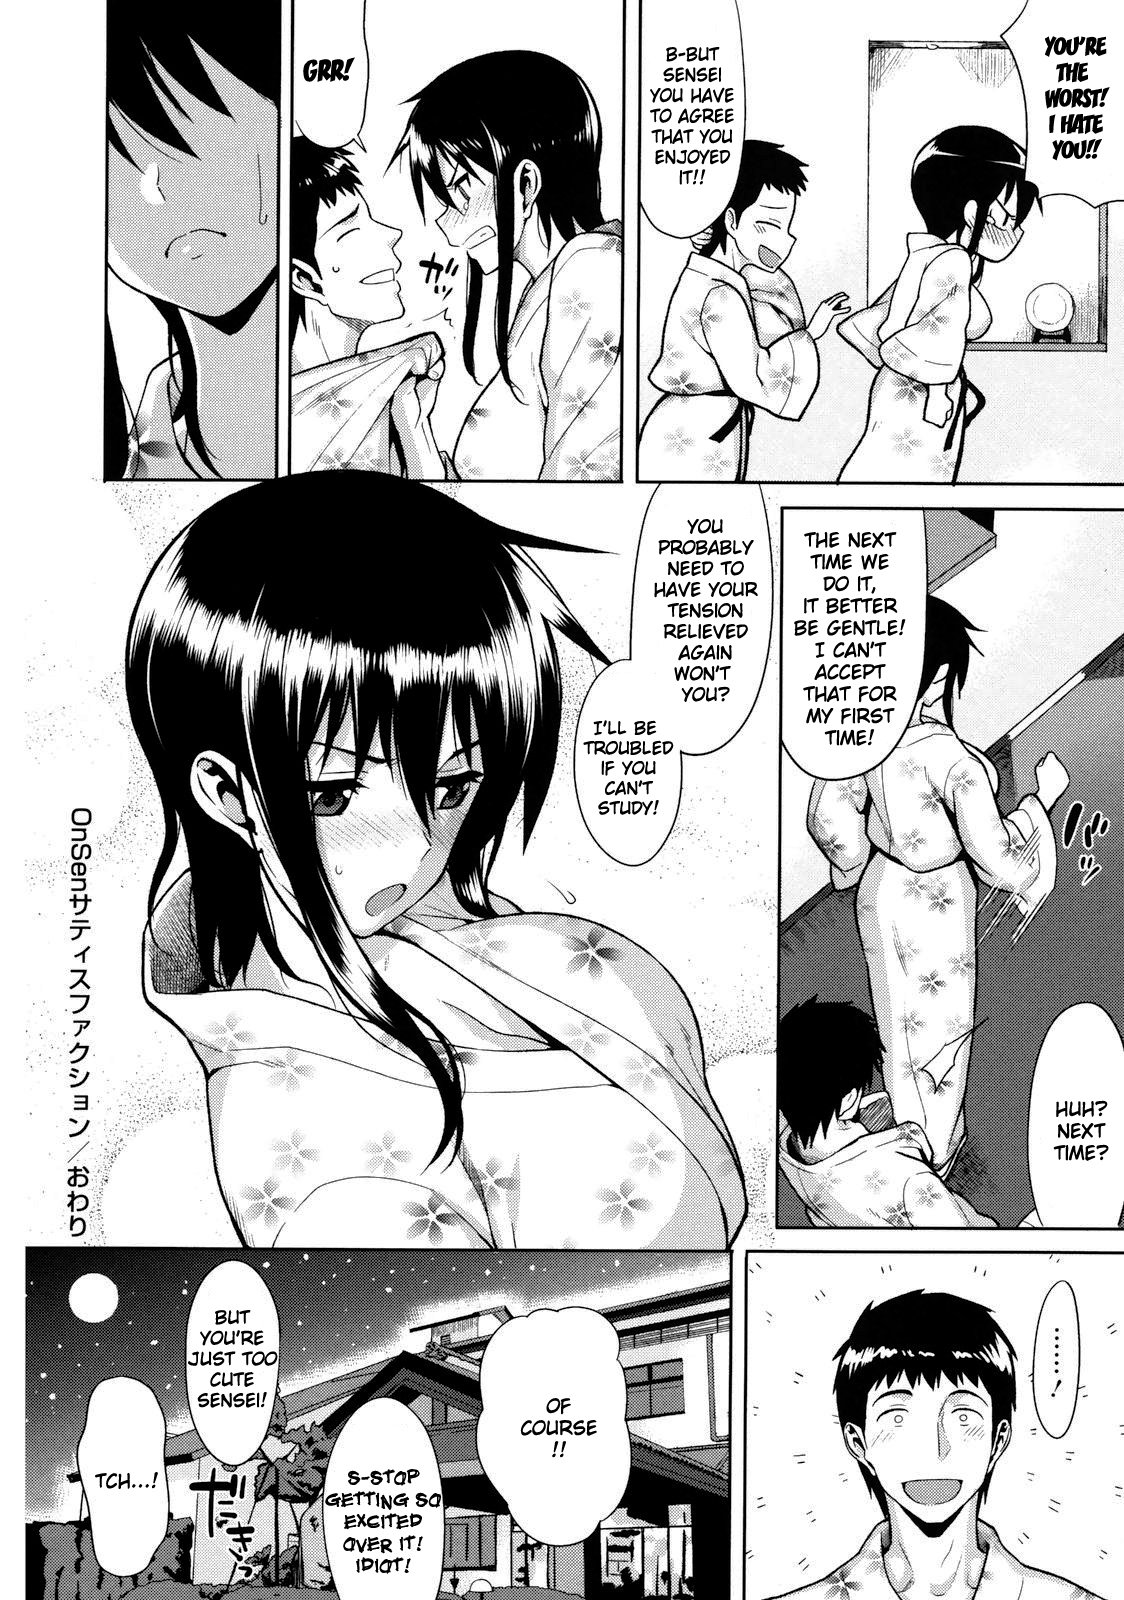 YOU'RE
THE
WORST!
I HATE
YOU!!
B-BUT
SENSEI
YOU HAVE
TO AGREE
THAT YOU
ENJOYED
IT!!
GRR!
ガッ
THE NEXT
TIME WE
DO IT,
IT BETTER
BE GENTLE!
I CAN'T
ACCEPT
THAT FOR
MY FIRST
TIME!
バッ
HUH?
NEXT
TIME?
YOU
PROBABLY
NEED TO
HAVE YOUR
TENSION
RELIEVED
AGAIN
WON'T
YOU?
I'LL BE
TROUBLED
IF YOU
CAN'T
STUDY!
......!
OF
COURSE
!!
S-STOP
GETTING SO
EXCITED
OVER IT!
IDIOT!
BUT
YOU'RE
JUST TOO
CUTE
SENSEI!
TCH...!
OnSenサティスファクション／おわり